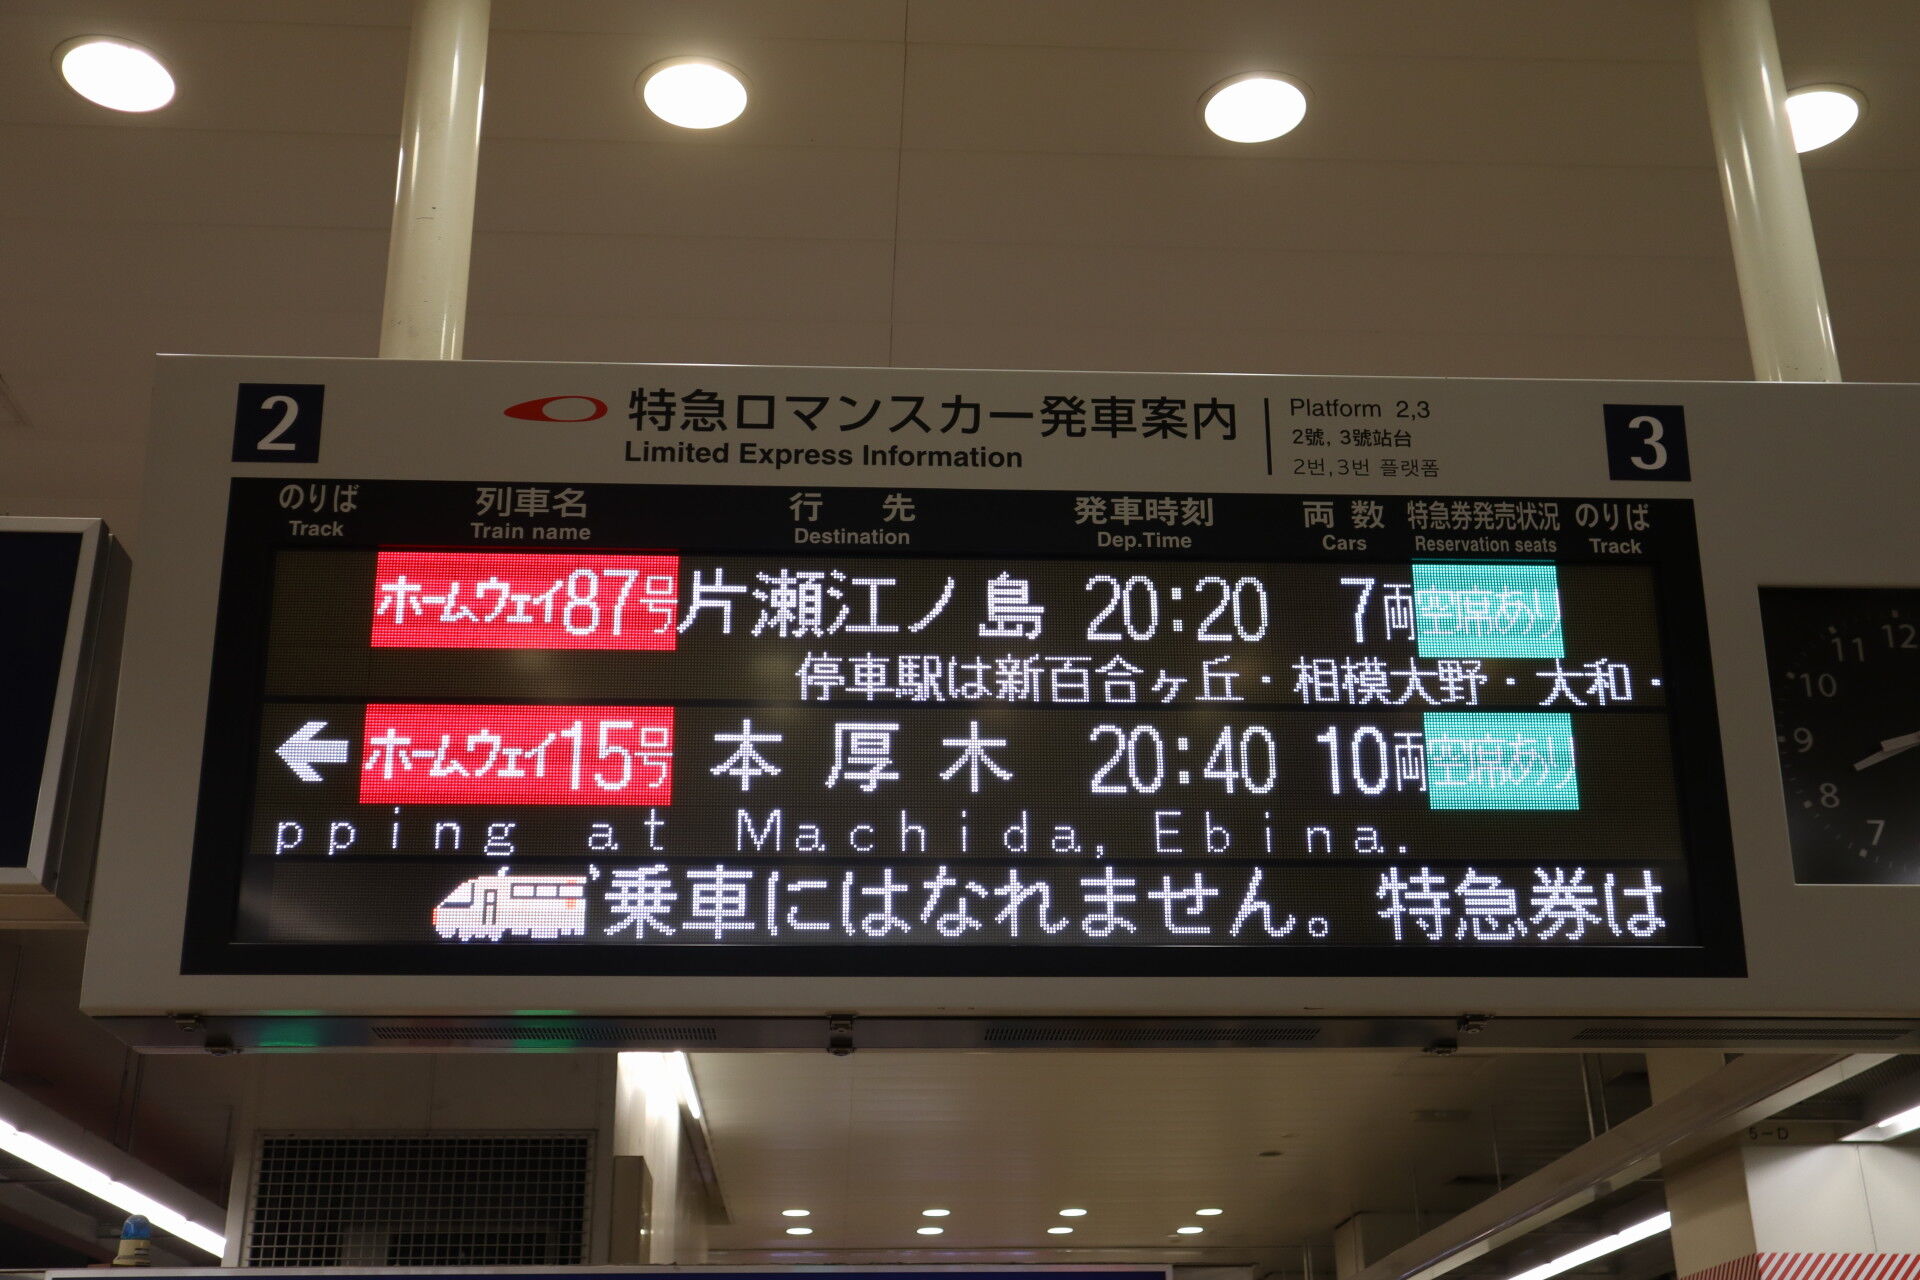 2
特急ロマンスカー発車案内
Limited Express Information
Platform 2,3
2號, 3號站台
2번,3번 플랫폼
3
のりば 列車名 行先 発車時刻 両数 特急券発売状況 のりば
Track Train name Destination Dep.Time Cars Reservation seats Track
ホームウェイ87号 片瀬江ノ島 20:20 7両 空席あり
停車駅は新百合ヶ丘・相模大野・大和・
← ホームウェイ15号 本厚木 20:40 10両 空席あり
pping at Machida, Ebina.
乗車にはなれません。特急券は
12
11
10
9
8
7
5-D